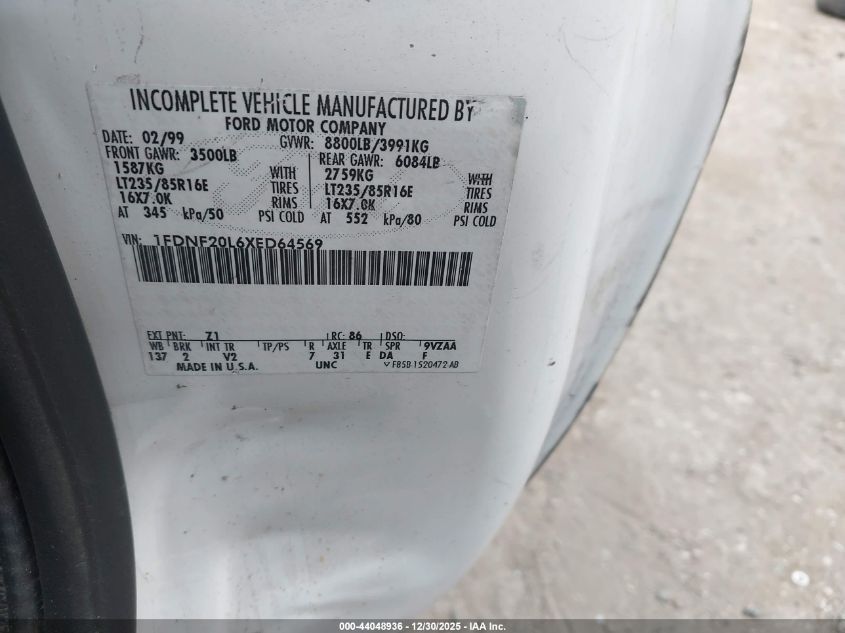 INCOMPLETE VEHICLE MANUFACTURED BY
FORD MOTOR COMPANY
DATE: 02/99 GVWR: 8800LB/3991KG
FRONT GAWR: 3500LB REAR GAWR: 6084LB
1587KG WITH 2759KG WITH
LT235/85R16E TIRES LT235/85R16E TIRES
16X7.0K RIMS 16X7.0K RIMS
AT 345 kPa/50 PSI COLD AT 552 kPa/80 PSI COLD
VIN: 1FDNF20L6XED64569
EXT PNT: Z1 RC: 86 DSO:
WB BRK INT TR TP/PS R AXLE TR SPR 9VZAA
137 2 V2 7 31 E DA F
MADE IN U.S.A. UNC F85B 1520472 AB
000-44048936 - 12/30/2025 - IAA Inc.